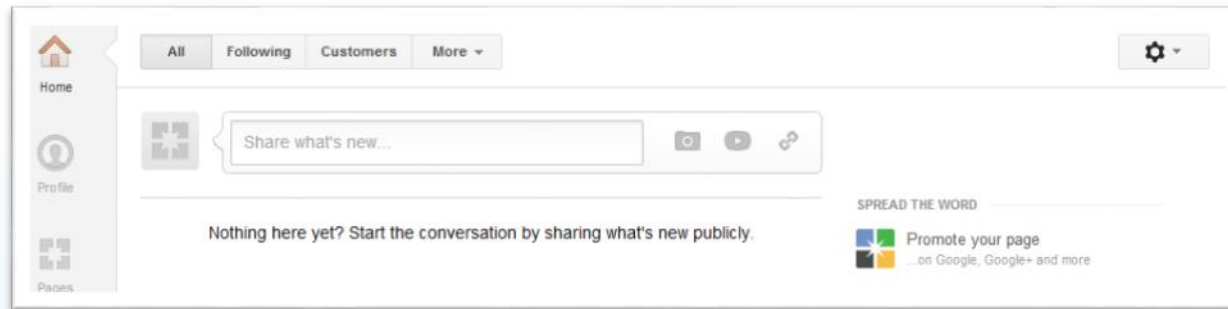 All Following Customers More
Home
Share what's new...
Profile
SPREAD THE WORD
Nothing here yet? Start the conversation by sharing what's new publicly.
Promote your page
...on Google, Google+ and more
Pages